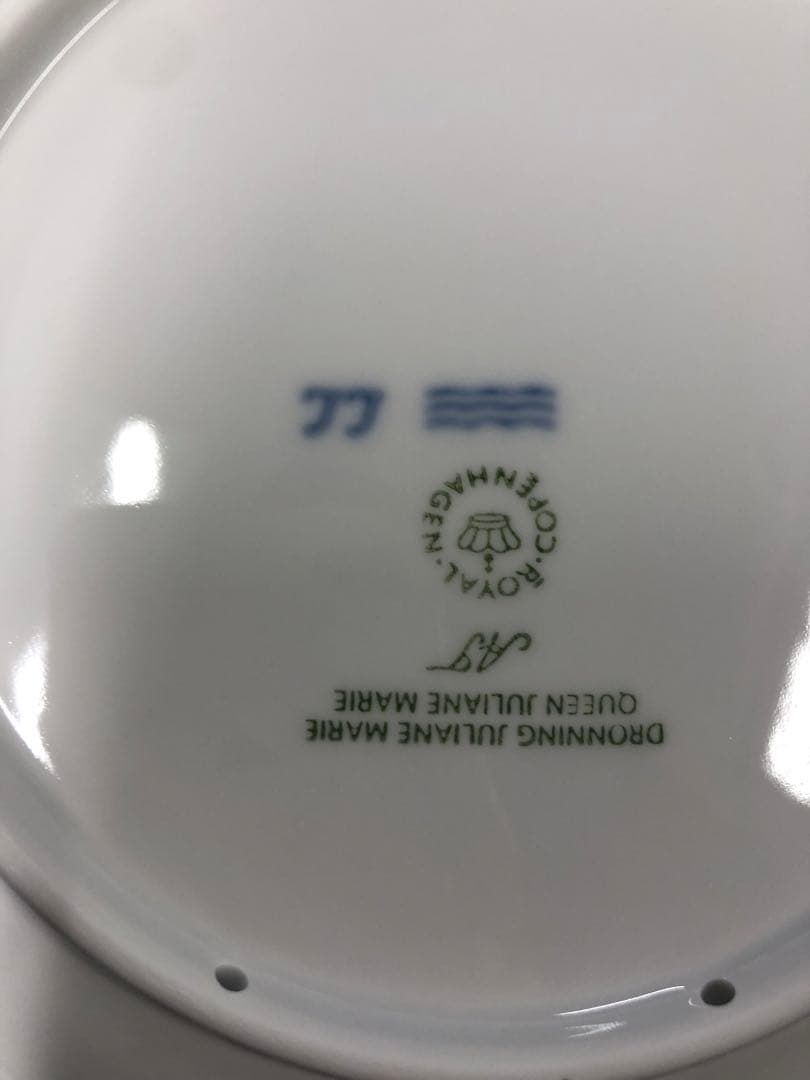 DRONNING JULIANE MARIE
QUEEN JULIANE MARIE
ROYAL · COPENHAGEN ·